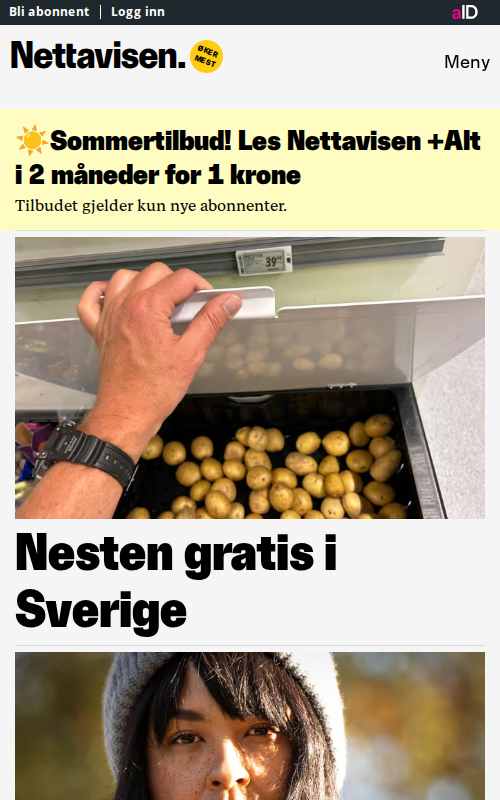 Bli abonnent
Logg inn
aID
Nettavisen.
ØKER
MEST
Meny
☀️Sommertilbud! Les Nettavisen +Alt
i 2 måneder for 1 krone
Tilbudet gjelder kun nye abonnenter.
39
Nesten gratis i
Sverige